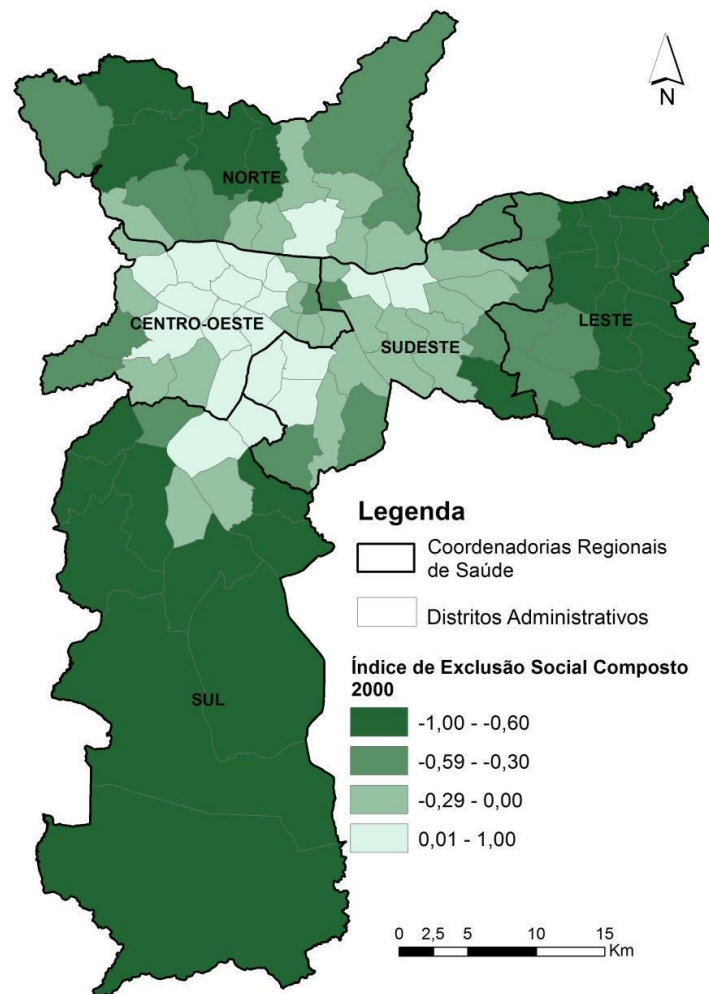 N
NORTE
CENTRO-OESTE
SUDESTE
LESTE
SUL
Legenda
Coordenadorias Regionais
de Saúde
Distritos Administrativos
Índice de Exclusão Social Composto
2000
-1,00 - -0,60
-0,59 - -0,30
-0,29 - 0,00
0,01 - 1,00
0 2,5 5 10 15
Km